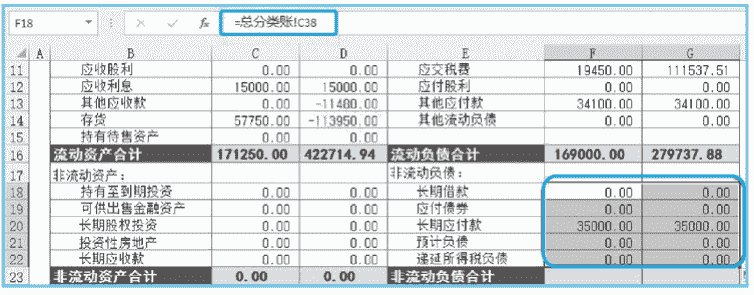 F18 fx =总分类账!C38
A B C D E F G
11 应收股利 0.00 0.00 应交税费 19450.00 111537.51
12 应收利息 15000.00 15000.00 应付股利 0.00 0.00
13 其他应收款 0.00 -11480.00 其他应付款 34100.00 34100.00
14 存货 57750.00 -113950.00 其他流动负债 0.00 0.00
15 持有待售资产 0.00 0.00
16 流动资产合计 171250.00 422714.94 流动负债合计 169000.00 279737.88
17 非流动资产: 非流动负债:
18 持有至到期投资 0.00 0.00 长期借款 0.00 0.00
19 可供出售金融资产 0.00 0.00 应付债券 0.00 0.00
20 长期股权投资 0.00 0.00 长期应付款 35000.00 35000.00
21 投资性房地产 0.00 0.00 预计负债 0.00 0.00
22 长期应收款 0.00 0.00 递延所得税负债 0.00 0.00
23 非流动资产合计 0.00 0.00 非流动负债合计